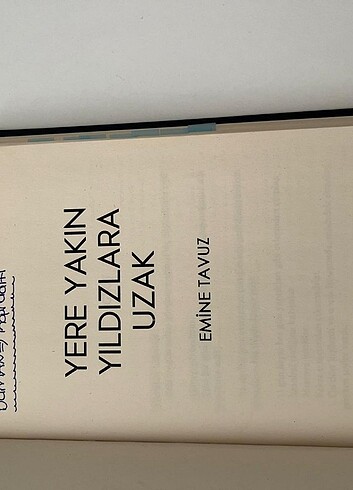 YERE YAKIN
YILDIZLARA
UZAK
EMİNE TAVUZ